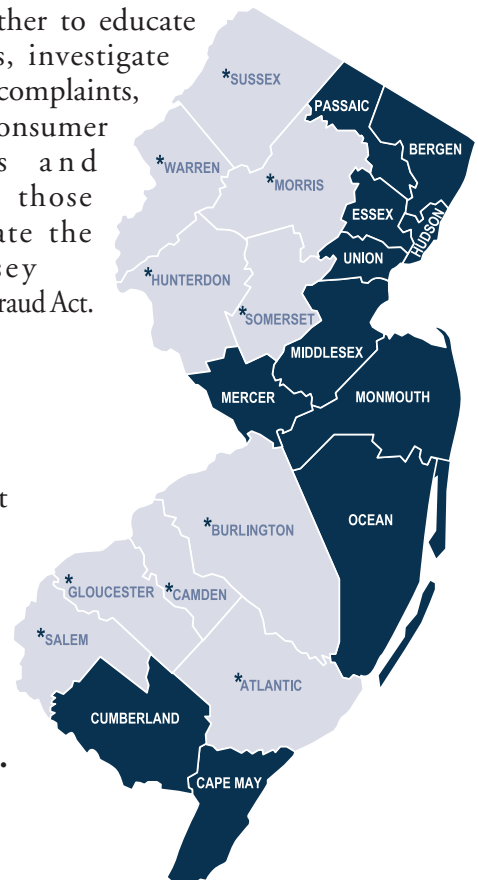 ther to educate
s, investigate
complaints,
onsumer
s and
those
ate the
sey
raud Act.
t
.
*SUSSEX
PASSAIC
BERGEN
*WARREN
*MORRIS
ESSEX
HUDSON
UNION
*HUNTERDON
*SOMERSET
MIDDLESEX
MERCER
MONMOUTH
OCEAN
*BURLINGTON
*GLOUCESTER
*CAMDEN
*SALEM
*ATLANTIC
CUMBERLAND
CAPE MAY